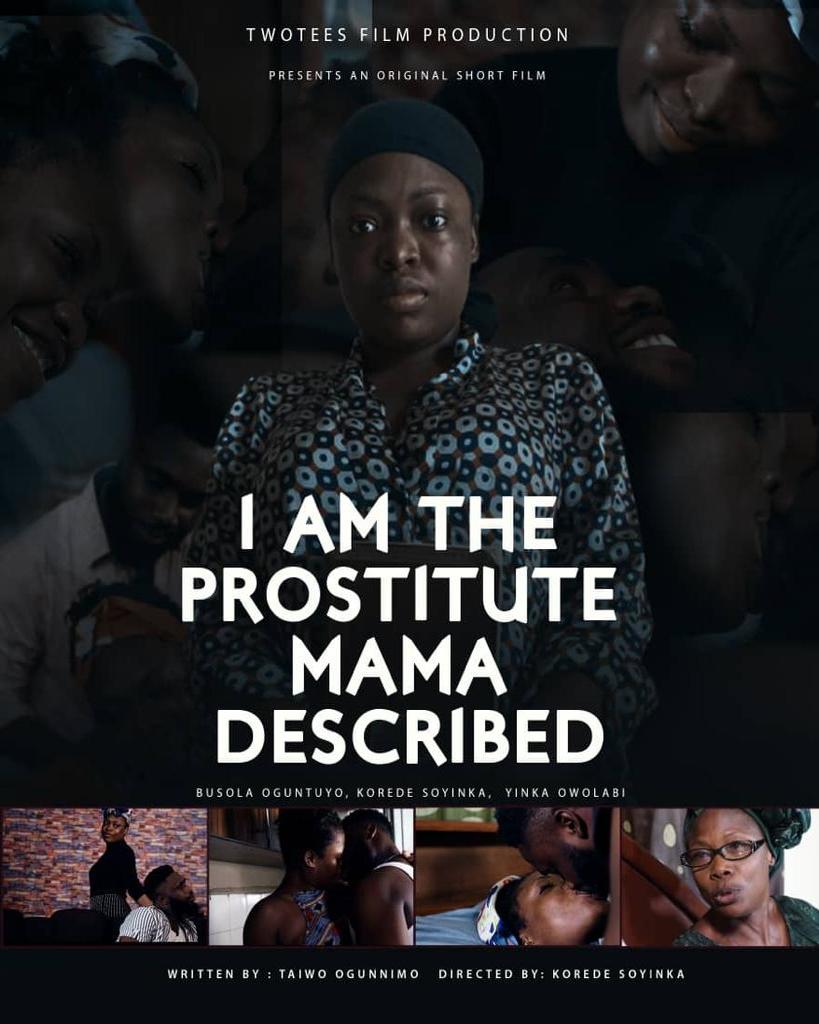 TWOTEES FILM PRODUCTION
PRESENTS AN ORIGINAL SHORT FILM
I AM THE
PROSTITUTE
MAMA
DESCRIBED
BUSOLA OGUNTUYO, KOREDE SOYINKA, YINKA OWOLABI
WRITTEN BY : TAIWO OGUNNIMO DIRECTED BY: KOREDE SOYINKA